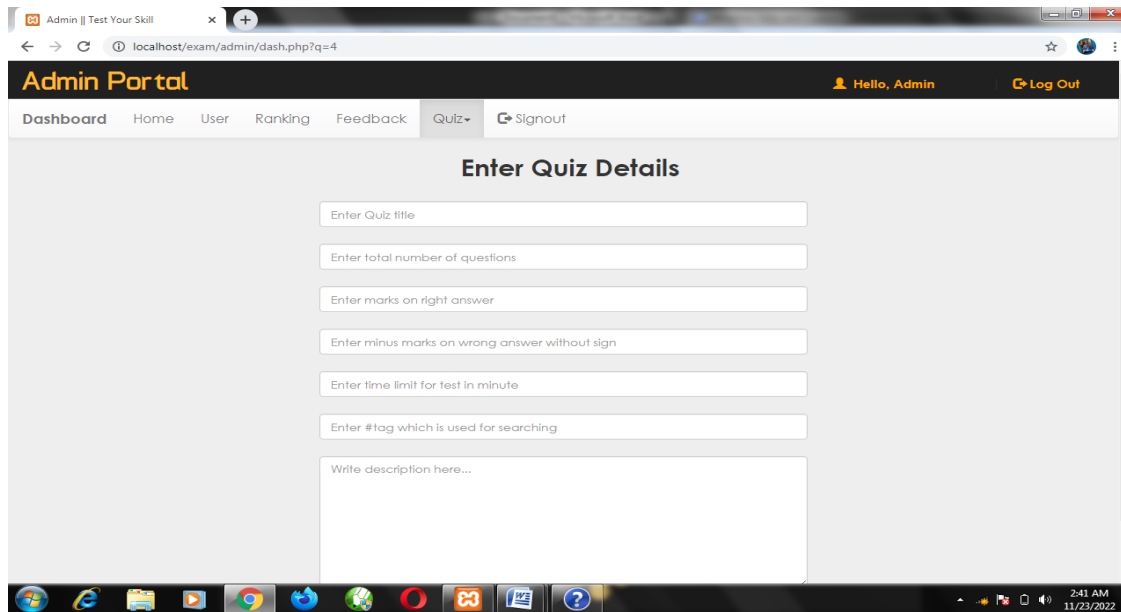 Admin || Test Your Skill
localhost/exam/admin/dash.php?q=4
Admin Portal
Hello, Admin
Log Out
Dashboard Home User Ranking Feedback Quiz Signout
Enter Quiz Details
Enter Quiz title
Enter total number of questions
Enter marks on right answer
Enter minus marks on wrong answer without sign
Enter time limit for test in minute
Enter #tag which is used for searching
Write description here...
2:41 AM
11/23/2022